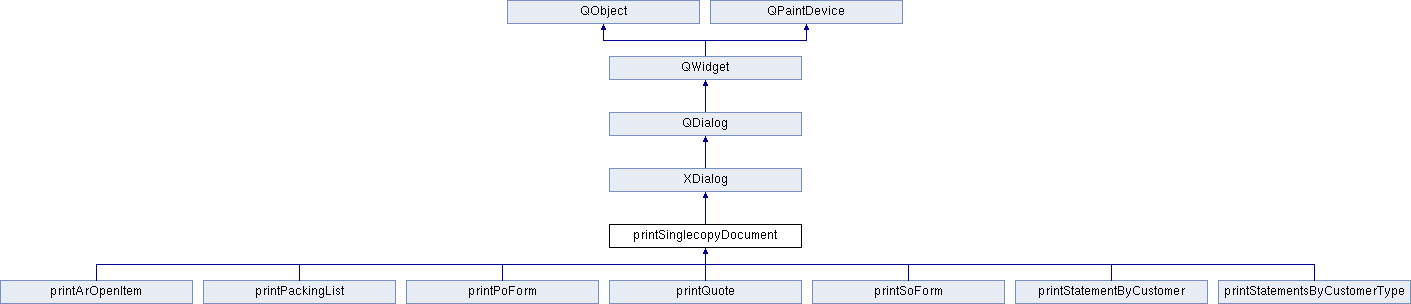 QObject
QPaintDevice
QWidget
QDialog
XDialog
printSinglecopyDocument
printArOpenItem
printPackingList
printPoForm
printQuote
printSoForm
printStatementByCustomer
printStatementsByCustomerType